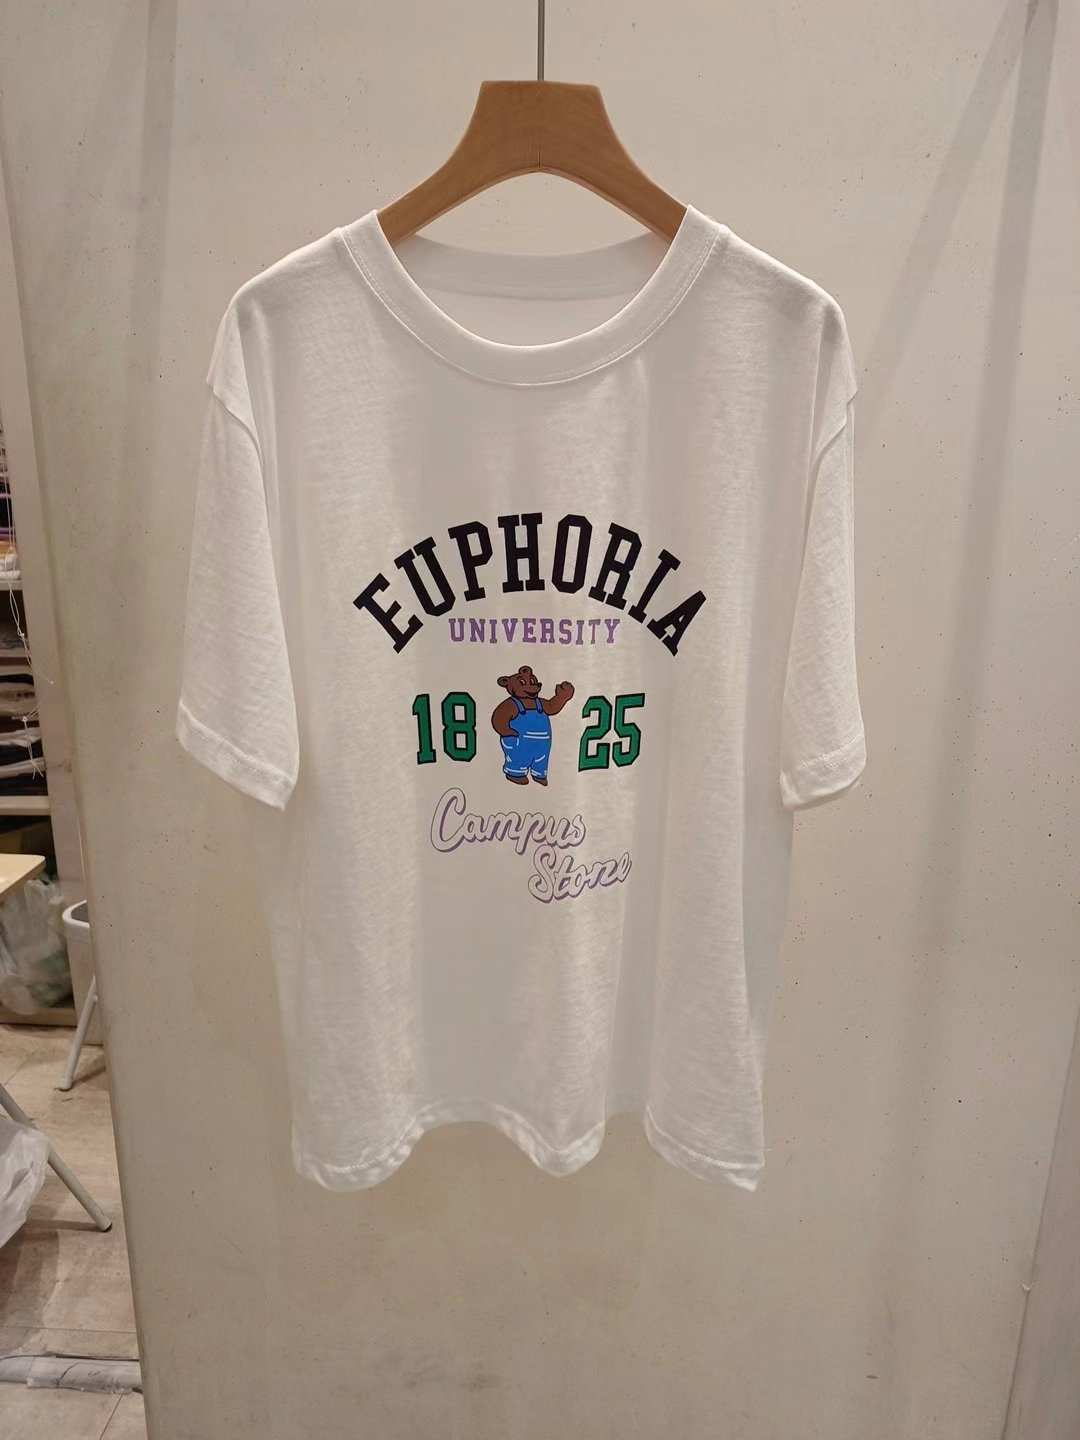 EUPHORIA
UNIVERSITY
18 25
Campus
Store